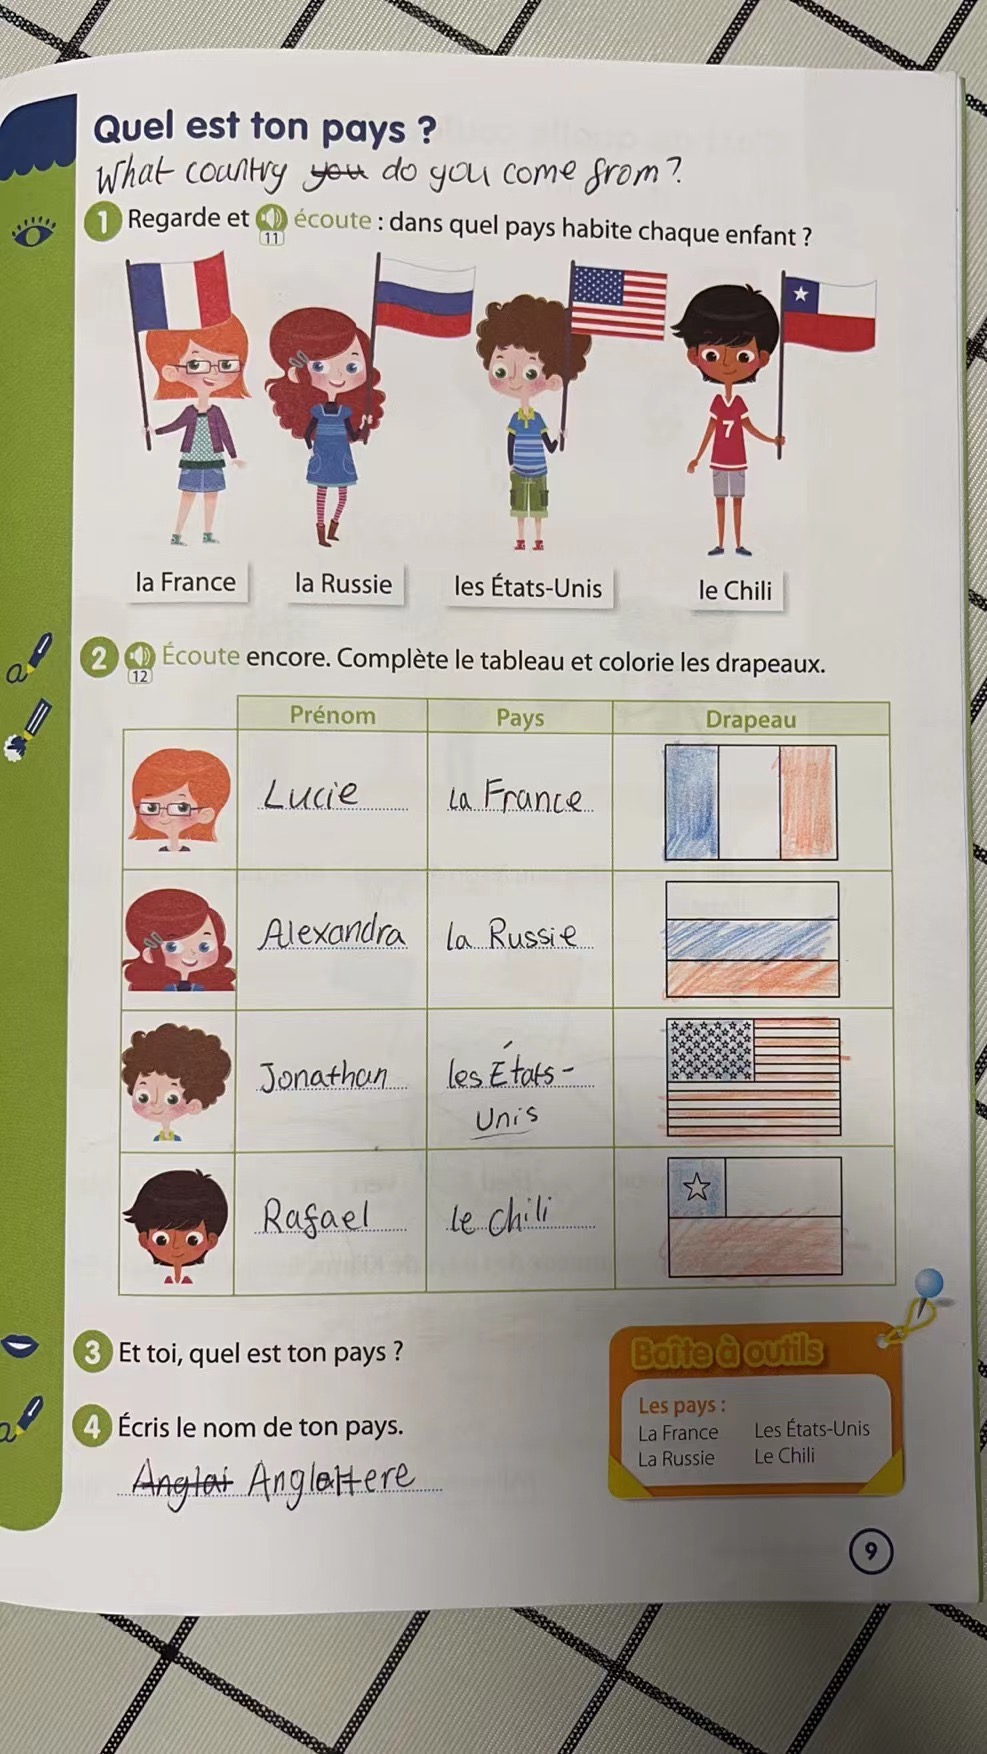 Quel est ton pays ?
What country you do you come from?
1 Regarde et écoute : dans quel pays habite chaque enfant ?
11
7
la France la Russie les États-Unis le Chili
2 Écoute encore. Complète le tableau et colorie les drapeaux.
12
Prénom Pays Drapeau
Lucie la France
Alexandra la Russie
Jonathan les États-
Unis
Rafael le Chili
3 Et toi, quel est ton pays ?
4 Écris le nom de ton pays.
Anglai Anglettere
Boîte à outils
Les pays :
La France Les États-Unis
La Russie Le Chili
9